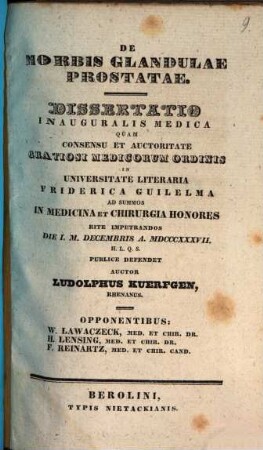 9.
DE
MORBIS GLANDULAE
PROSTATAE.
DISSERTATIO
INAUGURALIS MEDICA
QUAM
CONSENSU ET AUCTORITATE
GRATIOSI MEDICORUM ORDINIS
IN
UNIVERSITATE LITERARIA
FRIDERICA GUILELMA
AD SUMMOS
IN MEDICINA ET CHIRURGIA HONORES
RITE IMPETRANDOS
DIE I. M. DECEMBRIS A. MDCCCXXXVII.
H. L. Q. S.
PUBLICE DEFENDET
AUCTOR
LUDOLPHUS KUERFGEN,
RHENANUS.
OPPONENTIBUS:
W. LAWACZECK, MED. ET CHIR. DR.
H. LENSING, MED. ET CHIR. DR.
F. REINARTZ, MED. ET CHIR. CAND.
BEROLINI,
TYPIS NIETACKIANIS.